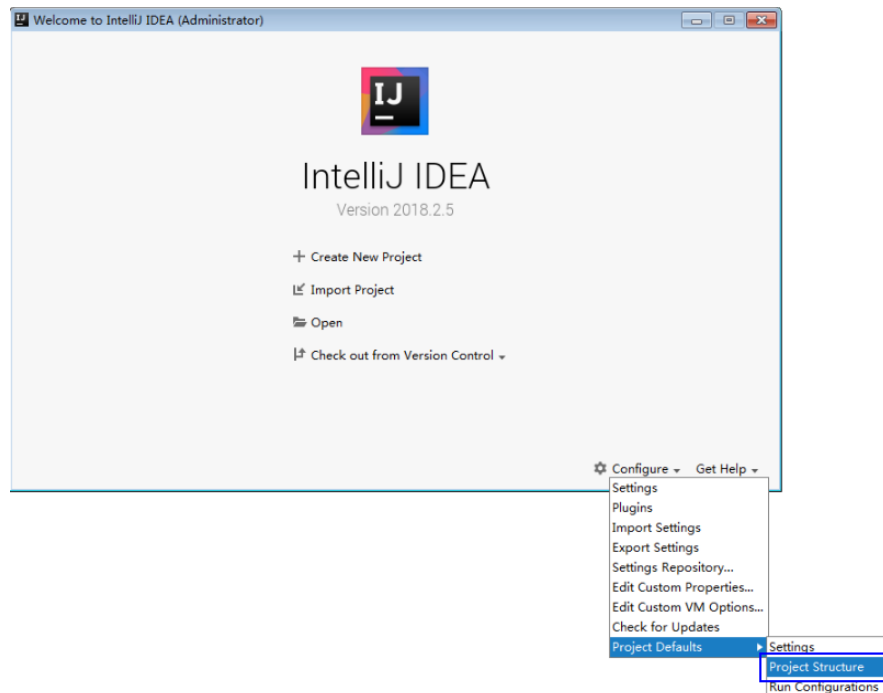 Welcome to IntelliJ IDEA (Administrator)
IJ
IntelliJ IDEA
Version 2018.2.5
Create New Project
Import Project
Open
Check out from Version Control
Configure Get Help
Settings
Plugins
Import Settings
Export Settings
Settings Repository...
Edit Custom Properties...
Edit Custom VM Options...
Check for Updates
Project Defaults Settings
Project Structure
Run Configurations